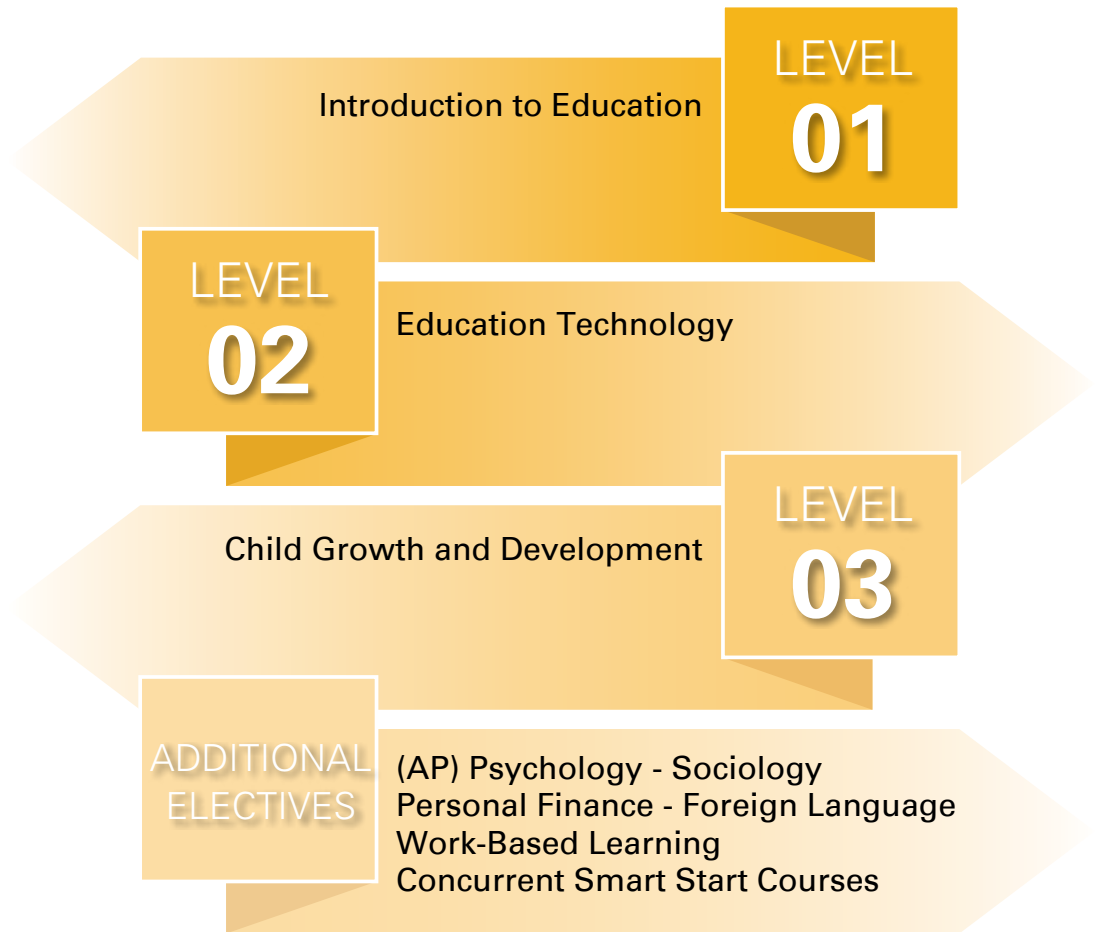 LEVEL
01
Introduction to Education
LEVEL
02
Education Technology
LEVEL
03
Child Growth and Development
ADDITIONAL
ELECTIVES
(AP) Psychology - Sociology
Personal Finance - Foreign Language
Work-Based Learning
Concurrent Smart Start Courses